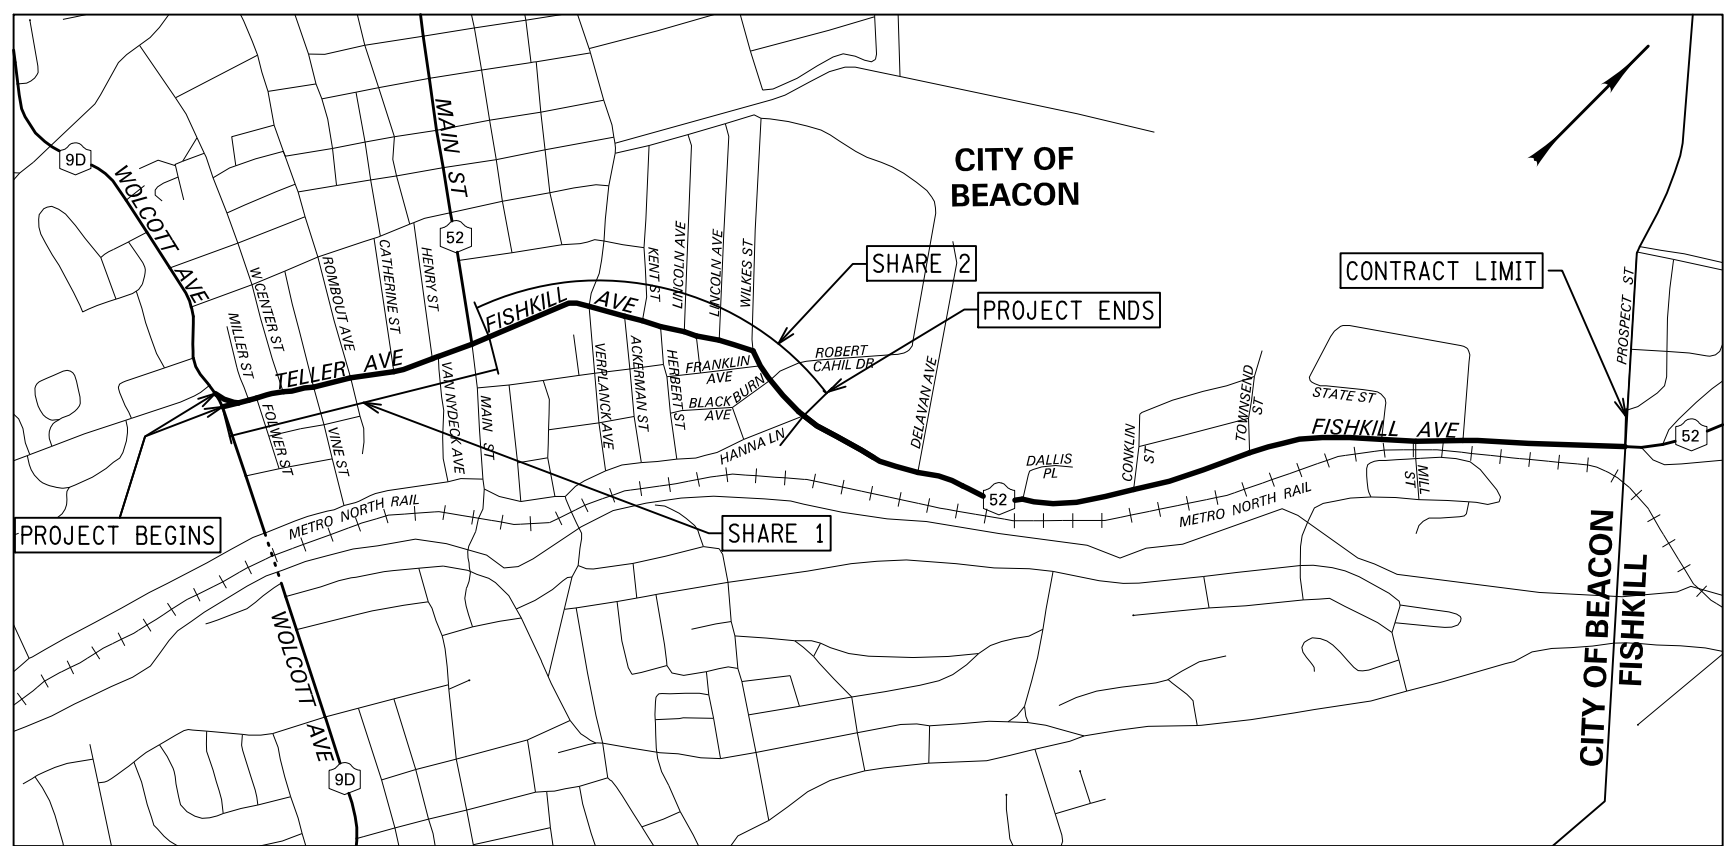 MAIN ST
9D
WOLCOTT AVE
CITY OF
BEACON
52
SHARE 2
CONTRACT LIMIT
PROSPECT ST
W CENTER ST
ROMBOUT AVE
CATHERINE ST
HENRY ST
KENT ST
LINCOLN AVE
LINCOLN AVE
WILKES ST
PROJECT ENDS
FISHKILL AVE
MILLER ST
TELLER AVE
VAN NYDECK AVE
MAIN ST
VERPLANCK AVE
ACKERMAN ST
HERBERT ST
FRANKLIN
AVE
BLACKBURN
AVE
ROBERT
CAHIL DR
DELAVAN AVE
CONKLIN
ST
TOWNSEND
ST
STATE ST
FISHKILL AVE
52
FOLWER ST
VINE ST
HANNA LN
DALLIS
PL
52
MILL
ST
METRO NORTH RAIL
METRO NORTH RAIL
PROJECT BEGINS
SHARE 1
CITY OF BEACON
FISHKILL
WOLCOTT AVE
9D